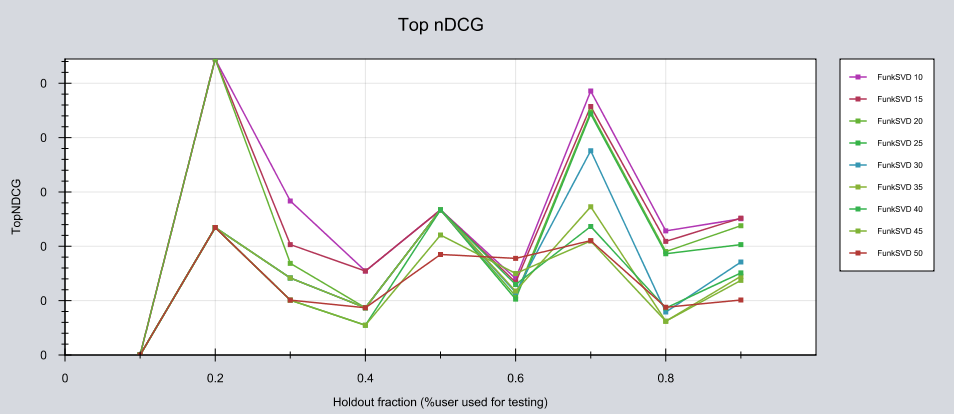 Top nDCG
TopNDCG
0
0
0
0
0
0
0
0.2
0.4
0.6
0.8
Holdout fraction (%user used for testing)
FunkSVD 10
FunkSVD 15
FunkSVD 20
FunkSVD 25
FunkSVD 30
FunkSVD 35
FunkSVD 40
FunkSVD 45
FunkSVD 50